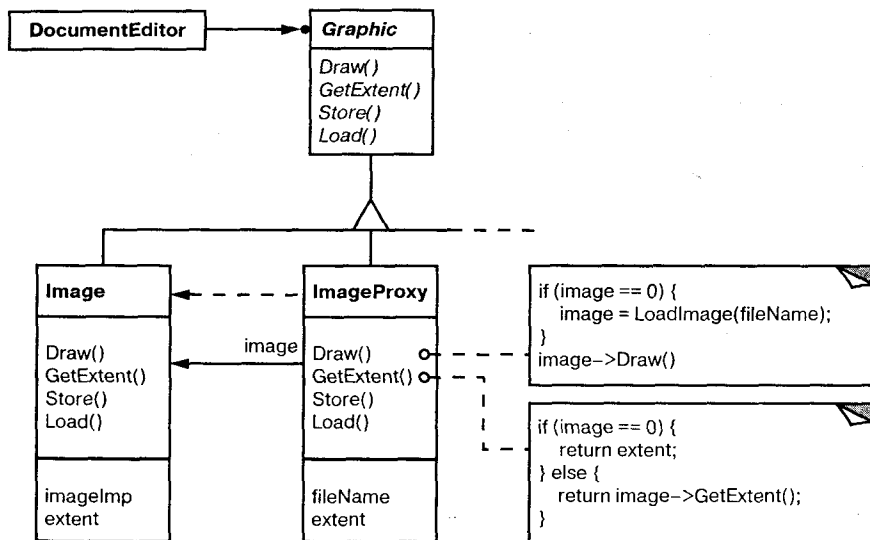 DocumentEditor
Graphic
Draw()
GetExtent()
Store()
Load()
Image
Draw()
GetExtent()
Store()
Load()
imageImp
extent
image
ImageProxy
Draw()
GetExtent()
Store()
Load()
fileName
extent
if (image == 0) {
image = LoadImage(fileName);
}
image->Draw()
if (image == 0) {
return extent;
} else {
return image->GetExtent();
}